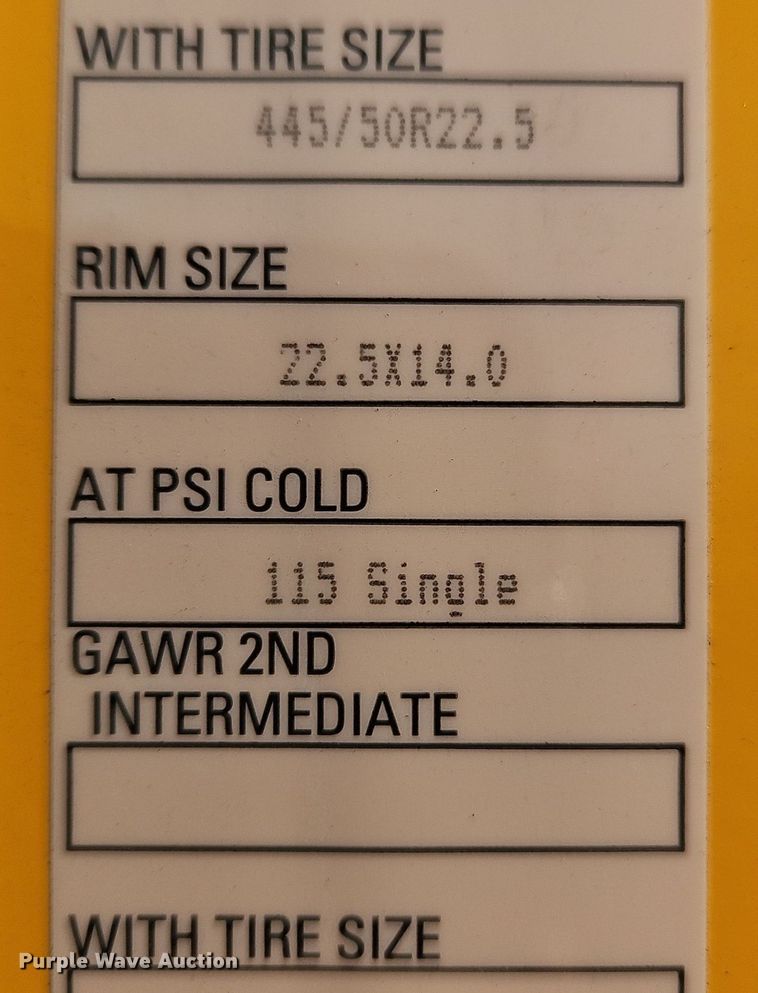 WITH TIRE SIZE
445/50R22.5
RIM SIZE
22.5X14.0
AT PSI COLD
115 Single
GAWR 2ND
INTERMEDIATE
WITH TIRE SIZE
Purple Wave Auction